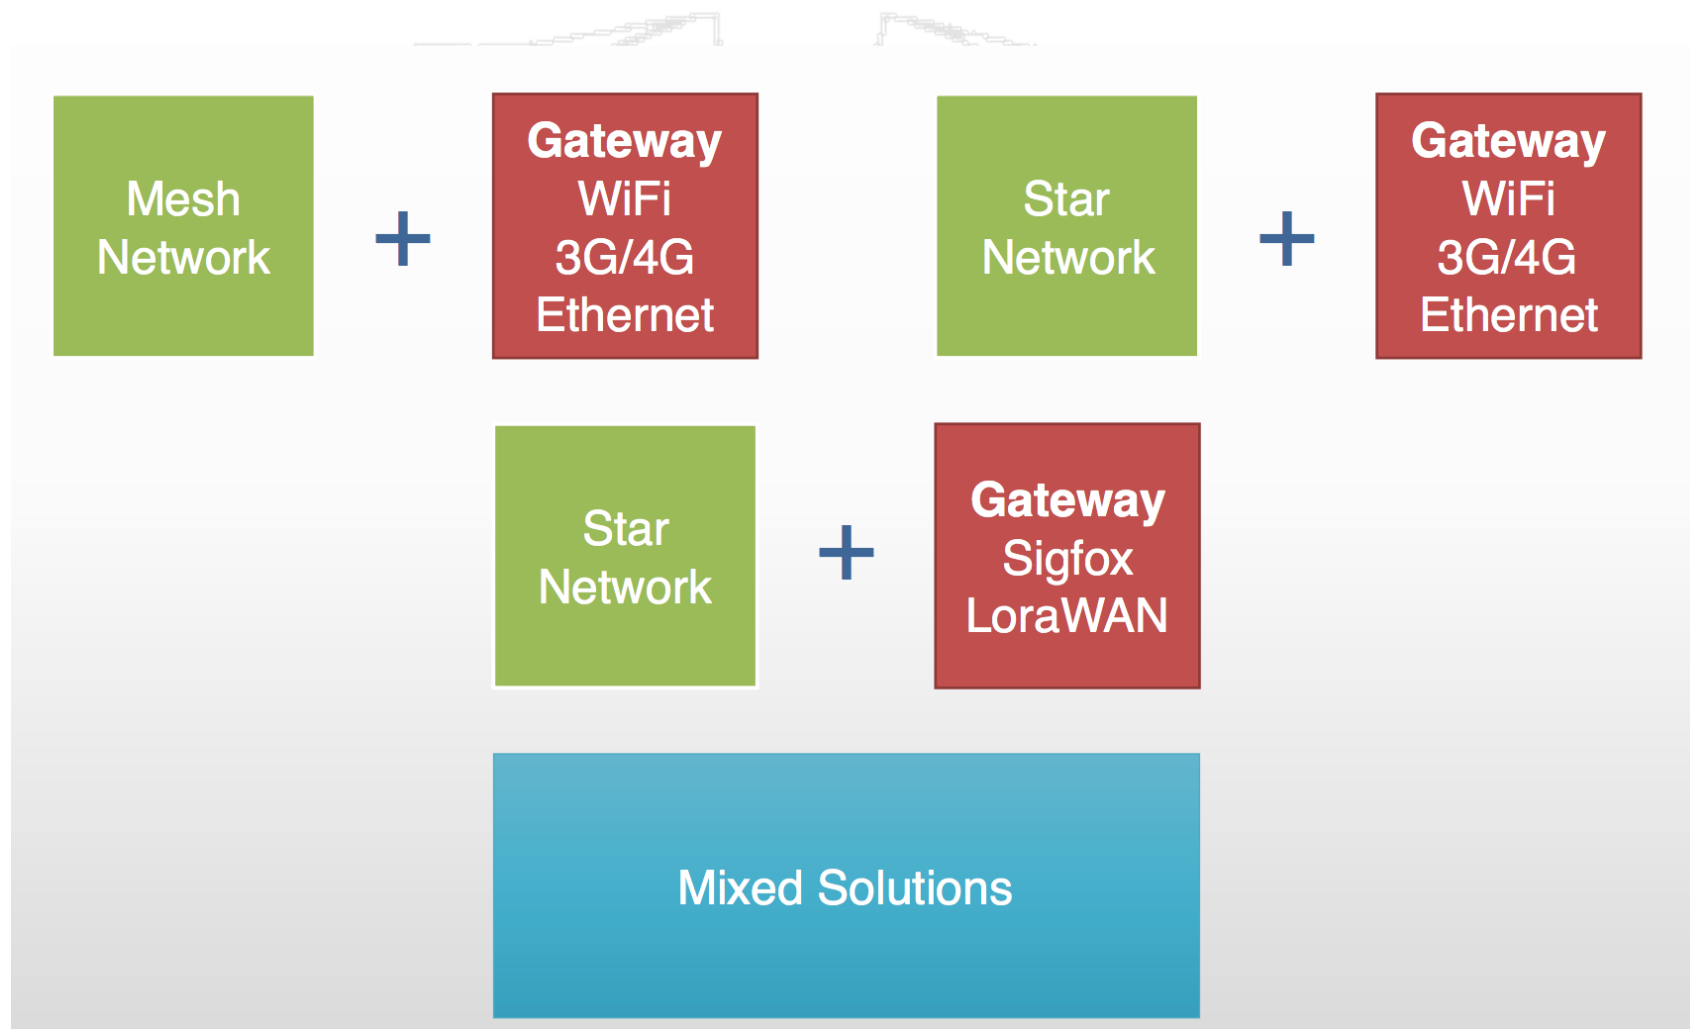 Mesh
Network
+
Gateway
WiFi
3G/4G
Ethernet
Star
Network
+
Gateway
WiFi
3G/4G
Ethernet
Star
Network
+
Gateway
Sigfox
LoraWAN
Mixed Solutions